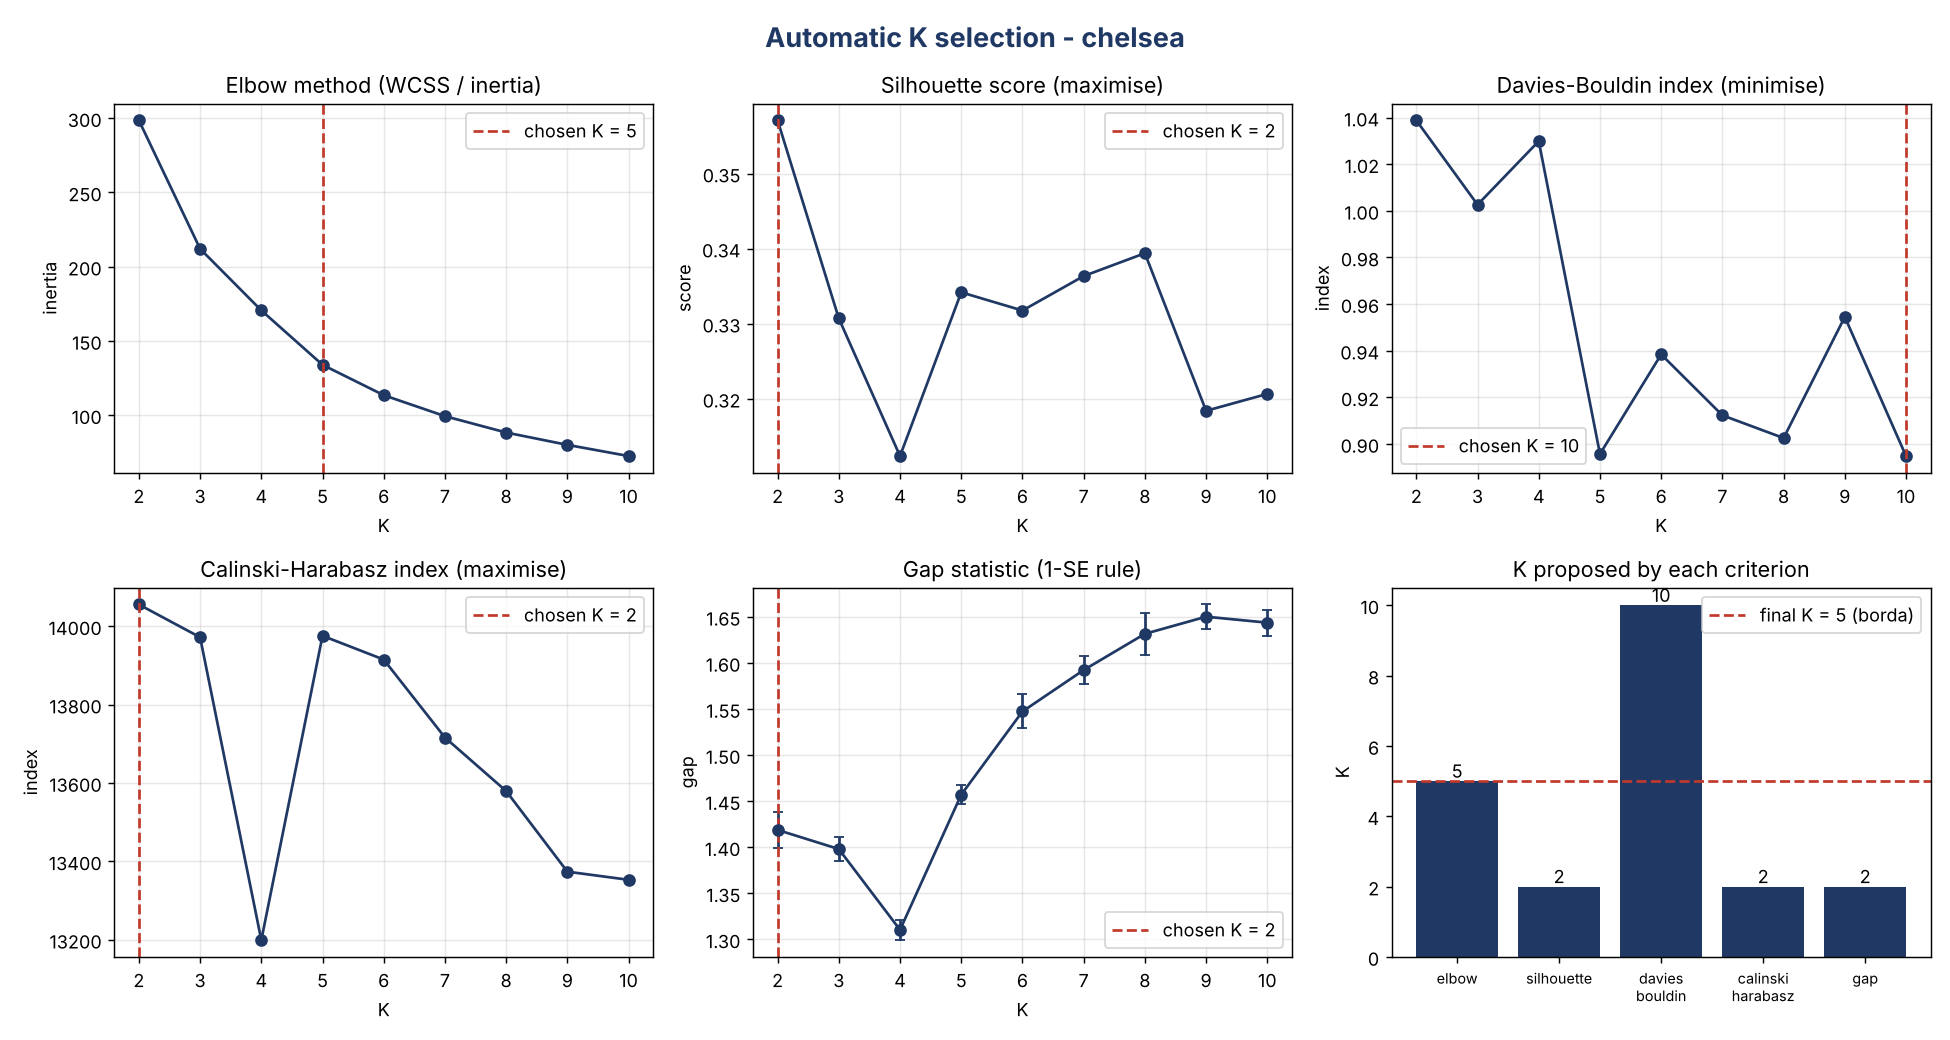 Automatic K selection - chelsea
Elbow method (WCSS / inertia)
300
250
200
150
100
inertia
chosen K = 5
2 3 4 5 6 7 8 9 10
K
Silhouette score (maximise)
0.35
0.34
0.33
0.32
score
chosen K = 2
2 3 4 5 6 7 8 9 10
K
Davies-Bouldin index (minimise)
1.04
1.02
1.00
0.98
0.96
0.94
0.92
0.90
index
chosen K = 10
2 3 4 5 6 7 8 9 10
K
Calinski-Harabasz index (maximise)
14000
13800
13600
13400
13200
index
chosen K = 2
2 3 4 5 6 7 8 9 10
K
Gap statistic (1-SE rule)
1.65
1.60
1.55
1.50
1.45
1.40
1.35
1.30
gap
chosen K = 2
2 3 4 5 6 7 8 9 10
K
K proposed by each criterion
10
8
6
4
2
0
K
final K = 5 (borda)
5 2 10 2 2
elbow silhouette davies calinski gap
bouldin harabasz